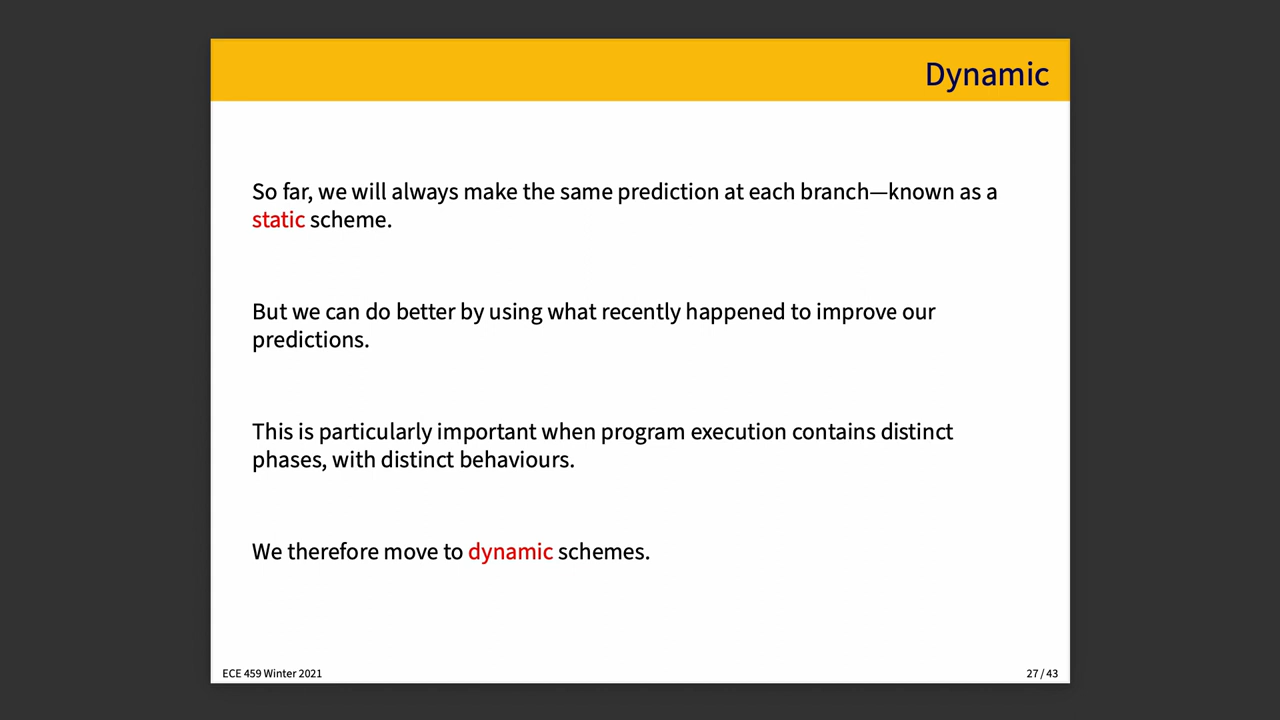 Dynamic
So far, we will always make the same prediction at each branch—known as a
static scheme.
But we can do better by using what recently happened to improve our
predictions.
This is particularly important when program execution contains distinct
phases, with distinct behaviours.
We therefore move to dynamic schemes.
ECE 459 Winter 2021
27 / 43